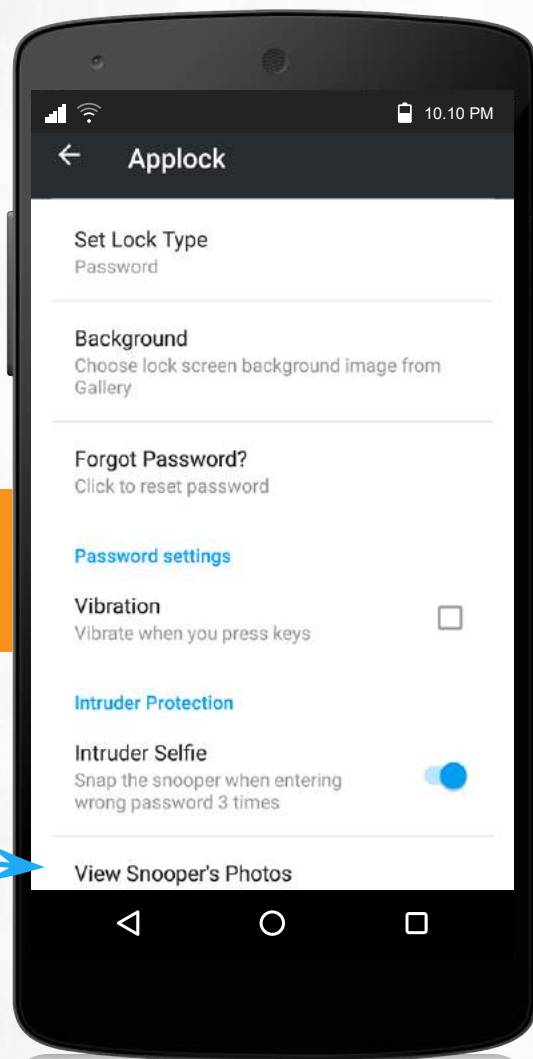 10.10 PM
Applock
Set Lock Type
Password
Background
Choose lock screen background image from
Gallery
Forgot Password?
Click to reset password
Password settings
Vibration
Vibrate when you press keys
Intruder Protection
Intruder Selfie
Snap the snooper when entering
wrong password 3 times
View Snooper's Photos